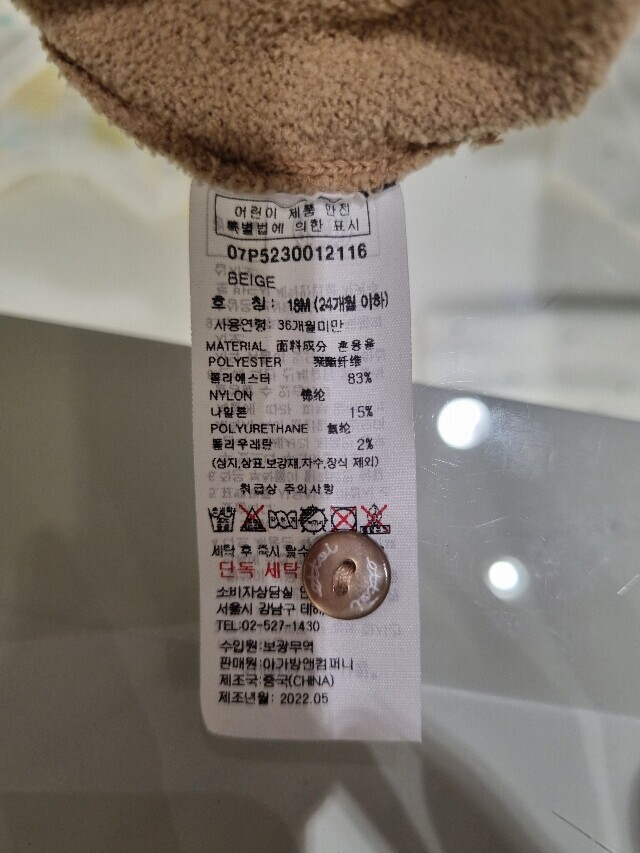 어린이 제품 안전
특별법에 의한 표시
07P5230012116
BEIGE
호 칭 : 18M (24개월 이하)
사용연령: 36개월미만
MATERIAL 面料成分 혼용율
POLYESTER 聚酯纤维
폴리에스터 83%
NYLON 锦纶
나일론 15%
POLYURETHANE 氨纶
폴리우레탄 2%
(심지,상표,보강재,자수,장식 제외)
취급상 주의사항
세탁 후 즉시 탈수
단독 세탁
소비자상담실
서울시 강남구
TEL:02-527-1430
수입원:보광무역
판매원:아가방앤컴퍼니
제조국:중국(CHINA)
제조년월: 2022.05